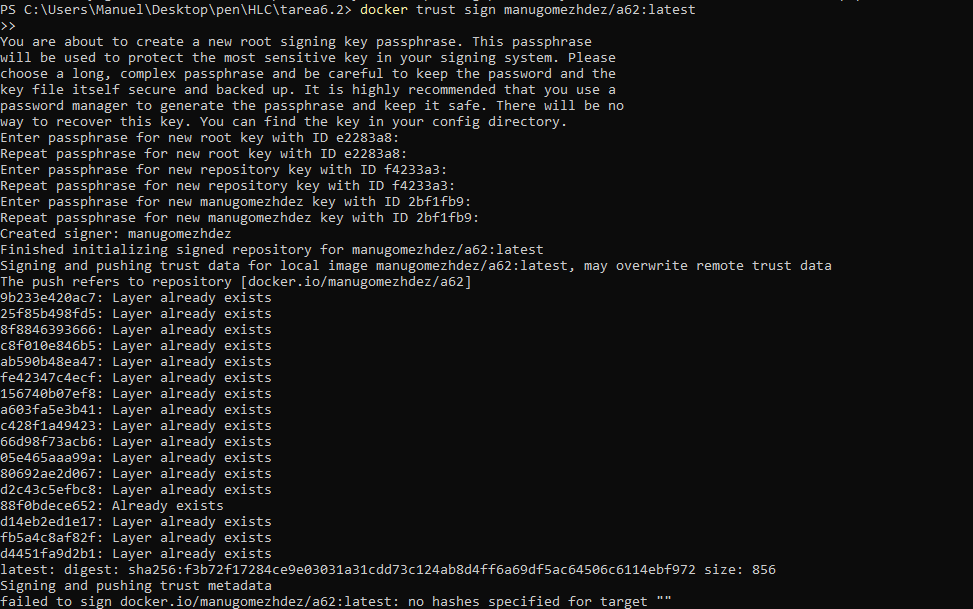 PS C:\Users\Manuel\Desktop\pen\HLC\tarea6.2> docker trust sign manugomezhdez/a62:latest
>>
You are about to create a new root signing key passphrase. This passphrase
will be used to protect the most sensitive key in your signing system. Please
choose a long, complex passphrase and be careful to keep the password and the
key file itself secure and backed up. It is highly recommended that you use a
password manager to generate the passphrase and keep it safe. There will be no
way to recover this key. You can find the key in your config directory.
Enter passphrase for new root key with ID e2283a8:
Repeat passphrase for new root key with ID e2283a8:
Enter passphrase for new repository key with ID f4233a3:
Repeat passphrase for new repository key with ID f4233a3:
Enter passphrase for new manugomezhdez key with ID 2bf1fb9:
Repeat passphrase for new manugomezhdez key with ID 2bf1fb9:
Created signer: manugomezhdez
Finished initializing signed repository for manugomezhdez/a62:latest
Signing and pushing trust data for local image manugomezhdez/a62:latest, may overwrite remote trust data
The push refers to repository [docker.io/manugomezhdez/a62]
9b233e420ac7: Layer already exists
25f85b498fd5: Layer already exists
8f8846393666: Layer already exists
c8f010e846b5: Layer already exists
ab590b48ea47: Layer already exists
fe42347c4ecf: Layer already exists
156740b07ef8: Layer already exists
a603fa5e3b41: Layer already exists
c428f1a49423: Layer already exists
66d98f73acb6: Layer already exists
05e465aaa99a: Layer already exists
80692ae2d067: Layer already exists
d2c43c5efbc8: Layer already exists
88f0bdece652: Already exists
d14eb2ed1e17: Layer already exists
fb5a4c8af82f: Layer already exists
d4451fa9d2b1: Layer already exists
latest: digest: sha256:f3b72f17284ce9e03031a31cdd73c124ab8d4ff6a69df5ac64506c6114ebf972 size: 856
Signing and pushing trust metadata
failed to sign docker.io/manugomezhdez/a62:latest: no hashes specified for target ""